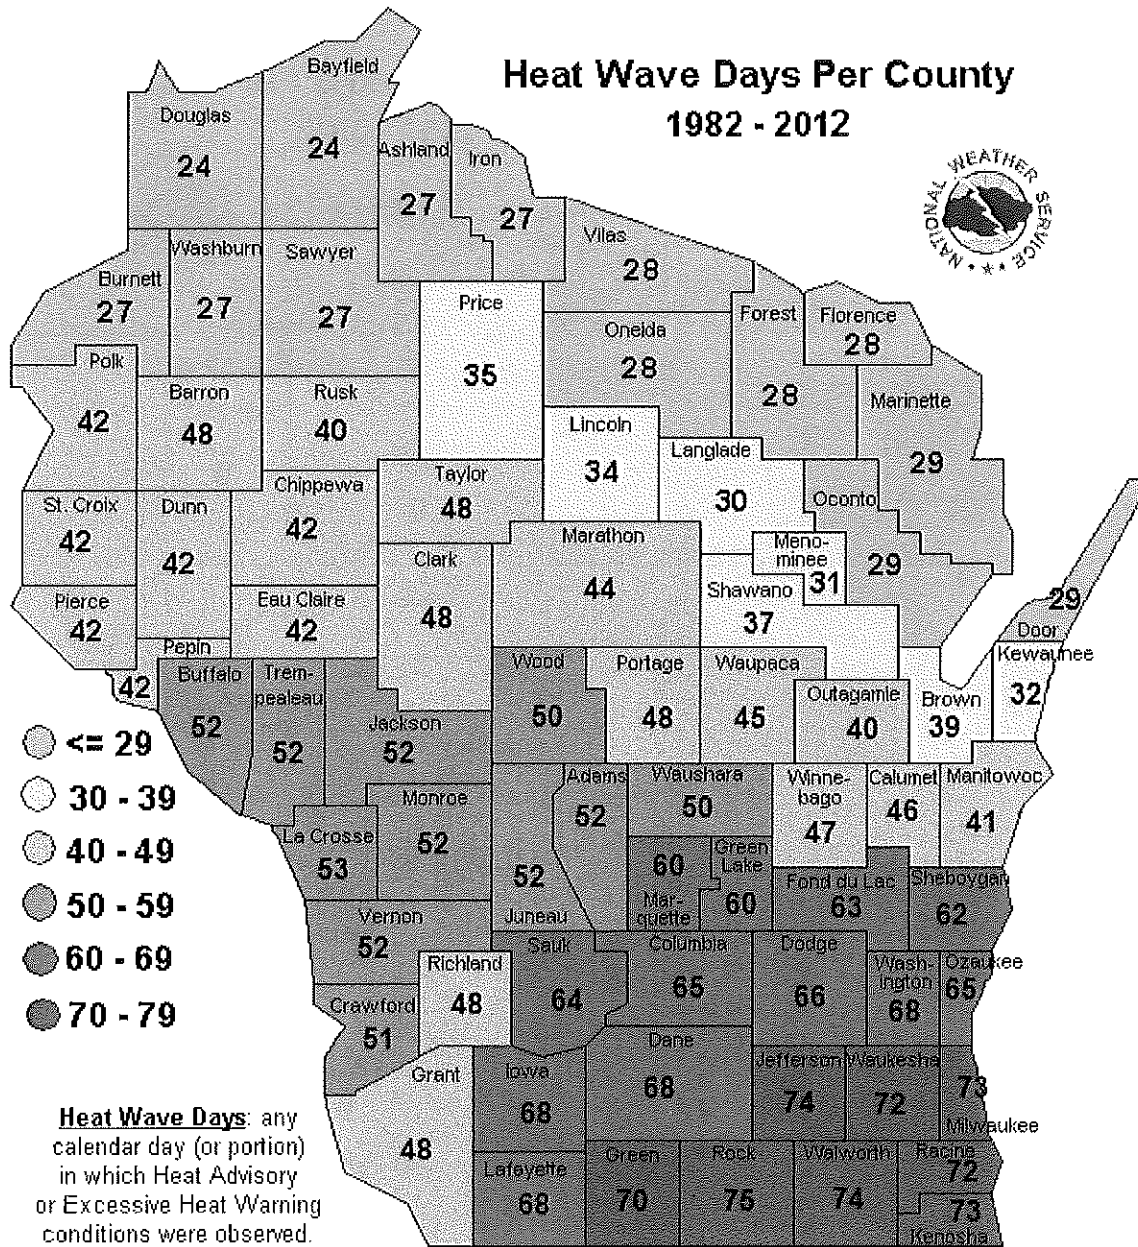 Heat Wave Days Per County
1982 - 2012
NATIONAL WEATHER SERVICE
Bayfield
24
Douglas
24
Ashland
27
Iron
27
Vilas
28
Washburn
27
Sawyer
27
Burnett
27
Price
35
Oneida
28
Forest
28
Florence
28
Polk
42
Barron
48
Rusk
40
Marinette
29
Lincoln
34
Langlade
30
Taylor
48
Chippewa
42
Oconto
29
St. Croix
42
Dunn
42
Marathon
44
Meno-
minee
31
Clark
48
Shawano
37
Pierce
42
Eau Claire
42
29
Door
Pepin
42
Buffalo
52
Trem-
pealeau
52
Wood
50
Portage
48
Waupaca
45
Kewaunee
32
Outagamie
40
Brown
39
Jackson
52
Adams
52
Waushara
50
Winne-
bago
47
Calumet
46
Manitowoc
41
Monroe
52
La Crosse
53
52
Juneau
60
Mar-
quette
Green
Lake
60
Fond du Lac
63
Sheboygan
62
Vernon
52
Sauk
64
Columbia
65
Dodge
66
Wash-
ington
68
Ozaukee
65
Richland
48
Crawford
51
Dane
68
Jefferson
74
Waukesha
72
73
Milwaukee
Grant
48
Iowa
68
Lafayette
68
Green
70
Rock
75
Walworth
74
Racine
72
73
Kenosha
<= 29
30 - 39
40 - 49
50 - 59
60 - 69
70 - 79
Heat Wave Days: any
calendar day (or portion)
in which Heat Advisory
or Excessive Heat Warning
conditions were observed.